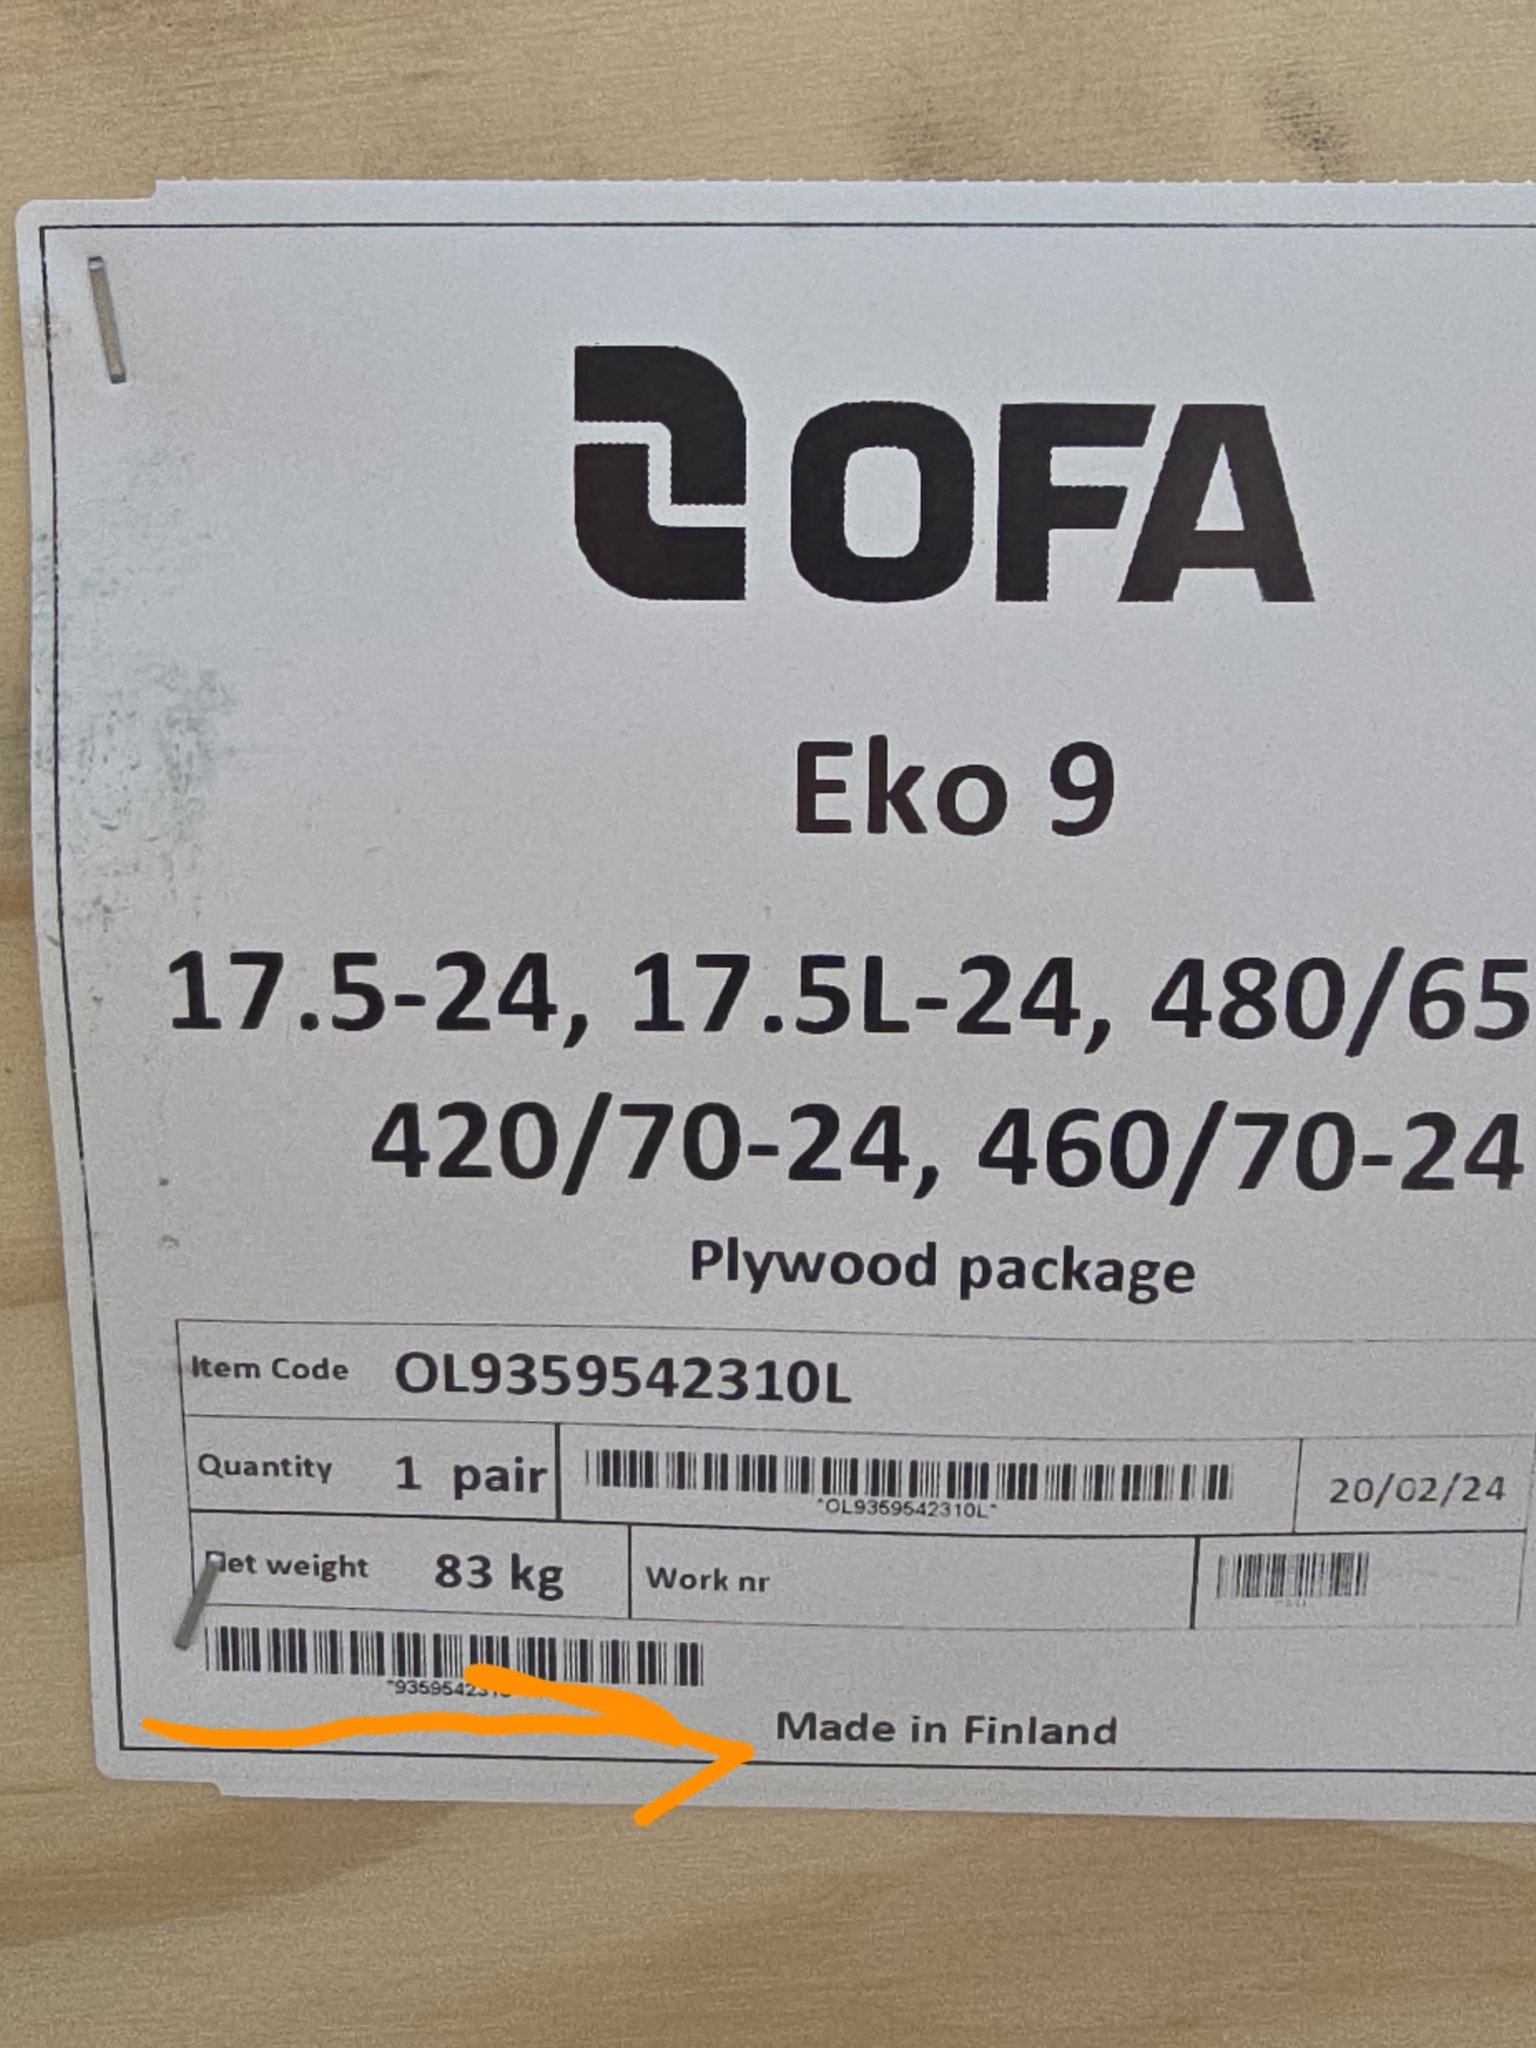 OFA
Eko 9
17.5-24, 17.5L-24, 480/65
420/70-24, 460/70-24
Plywood package
Item Code OL9359542310L
Quantity 1 pair
*OL9359542310L*
20/02/24
Net weight 83 kg
Work nr
Made in Finland